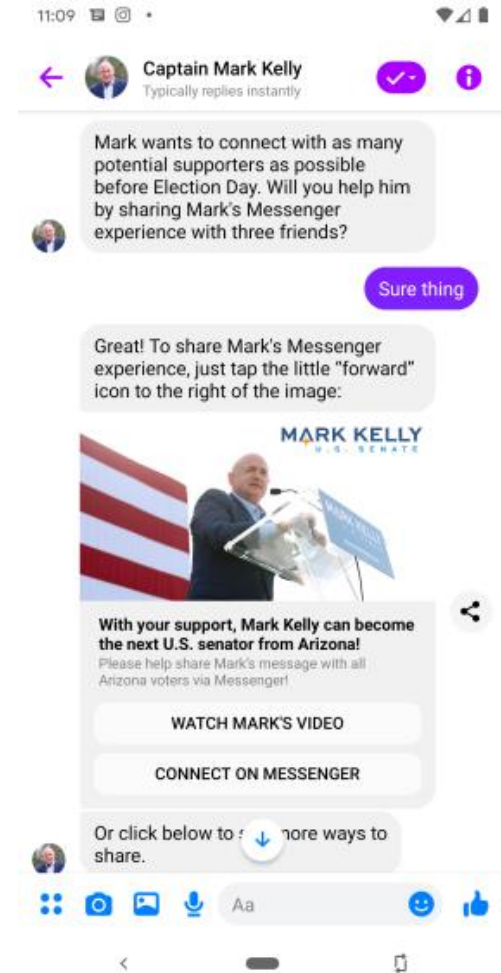 11:09
Captain Mark Kelly
Typically replies instantly
Mark wants to connect with as many
potential supporters as possible
before Election Day. Will you help him
by sharing Mark's Messenger
experience with three friends?
Sure thing
Great! To share Mark's Messenger
experience, just tap the little “forward”
icon to the right of the image:
MARK KELLY
U.S. SENATE
MARK KELLY
With your support, Mark Kelly can become
the next U.S. senator from Arizona!
Please help share Mark's message with all
Arizona voters via Messenger!
WATCH MARK'S VIDEO
CONNECT ON MESSENGER
Or click below to more ways to
share.
Aa